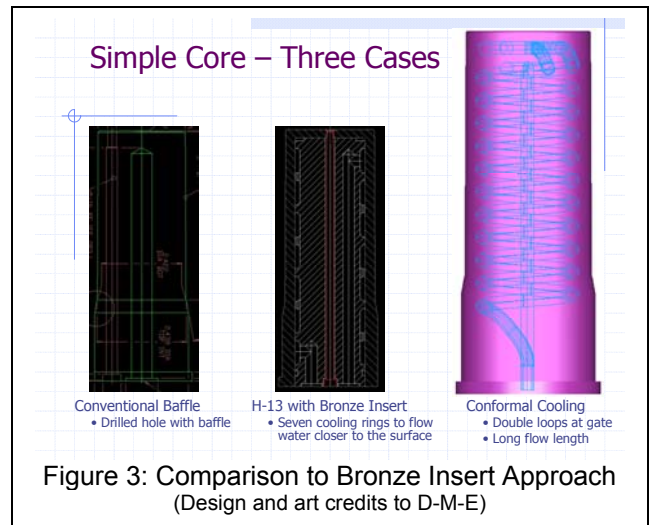 Simple Core – Three Cases
Conventional Baffle
• Drilled hole with baffle
H-13 with Bronze Insert
• Seven cooling rings to flow
water closer to the surface
Conformal Cooling
• Double loops at gate
• Long flow length
Figure 3: Comparison to Bronze Insert Approach
(Design and art credits to D-M-E)